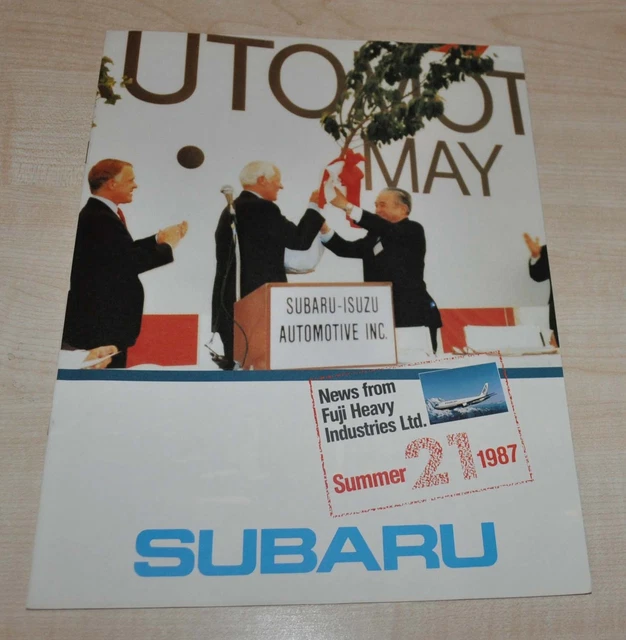 UTOMOT
MAY
SUBARU-ISUZU
AUTOMOTIVE INC.
News from
Fuji Heavy
Industries Ltd.
Summer 21 1987
SUBARU